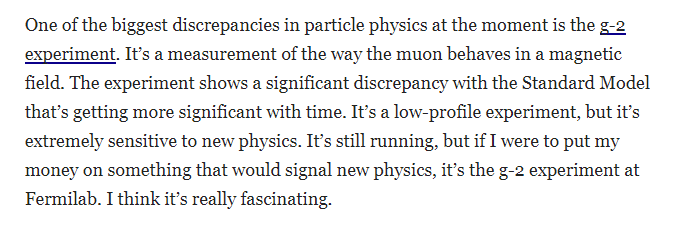 One of the biggest discrepancies in particle physics at the moment is the g-2
experiment. It’s a measurement of the way the muon behaves in a magnetic
field. The experiment shows a significant discrepancy with the Standard Model
that’s getting more significant with time. It’s a low-profile experiment, but it’s
extremely sensitive to new physics. It’s still running, but if I were to put my
money on something that would signal new physics, it’s the g-2 experiment at
Fermilab. I think it’s really fascinating.